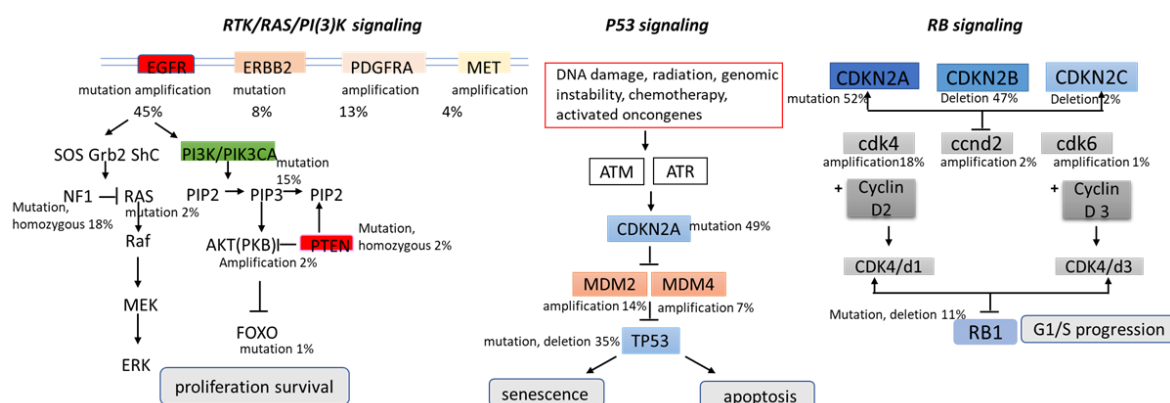 RTK/RAS/PI(3)K signaling
EGFR
ERBB2
PDGFRA
MET
mutation amplification
mutation
amplification
amplification
45%
8%
13%
4%
SOS Grb2 ShC
PI3K/PIK3CA
mutation
15%
NF1
RAS
PIP2
PIP3
PIP2
Mutation,
homozygous 18%
mutation 2%
Raf
AKT(PKB)
PTEN
Mutation,
homozygous 2%
Amplification 2%
MEK
FOXO
mutation 1%
ERK
proliferation survival
P53 signaling
DNA damage, radiation, genomic
instability, chemotherapy,
activated oncongenes
ATM
ATR
CDKN2A
mutation 49%
MDM2
MDM4
amplification 14%
amplification 7%
mutation, deletion 35%
TP53
senescence
apoptosis
RB signaling
CDKN2A
CDKN2B
CDKN2C
mutation 52%
Deletion 47%
Deletion 2%
cdk4
ccnd2
cdk6
amplification18%
amplification 2%
amplification 1%
+
Cyclin
D2
+
Cyclin
D 3
CDK4/d1
CDK4/d3
Mutation, deletion 11%
RB1
G1/S progression